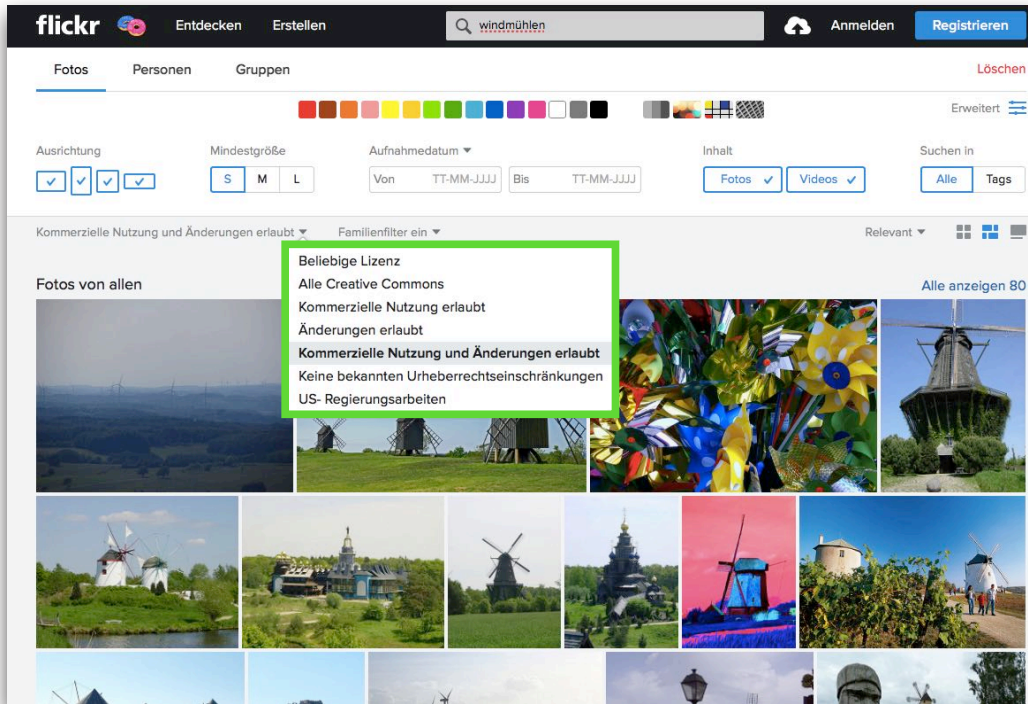 flickr Entdecken Erstellen windmühlen Anmelden Registrieren
Fotos Personen Gruppen Löschen
Erweitert
Ausrichtung Mindestgröße Aufnahmedatum Inhalt Suchen in
S M L Von TT-MM-JJJJ Bis TT-MM-JJJJ Fotos Videos Alle Tags
Kommerzielle Nutzung und Änderungen erlaubt Familienfilter ein Relevant
Beliebige Lizenz
Alle Creative Commons
Kommerzielle Nutzung erlaubt
Änderungen erlaubt
Kommerzielle Nutzung und Änderungen erlaubt
Keine bekannten Urheberrechtseinschränkungen
US- Regierungsarbeiten
Fotos von allen Alle anzeigen 80